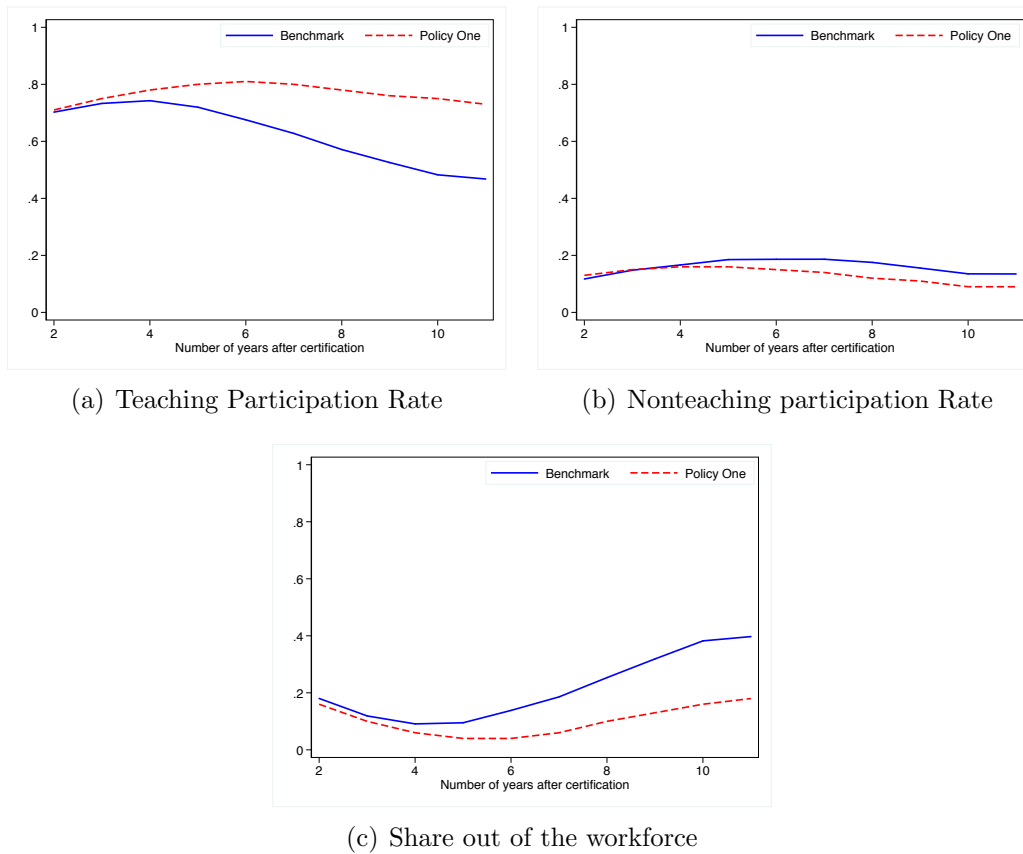 Benchmark Policy One
1
.8
.6
.4
.2
0
2 4 6 8 10
Number of years after certification
(a) Teaching Participation Rate
Benchmark Policy One
1
.8
.6
.4
.2
0
2 4 6 8 10
Number of years after certification
(b) Nonteaching participation Rate
Benchmark Policy One
1
.8
.6
.4
.2
0
2 4 6 8 10
Number of years after certification
(c) Share out of the workforce